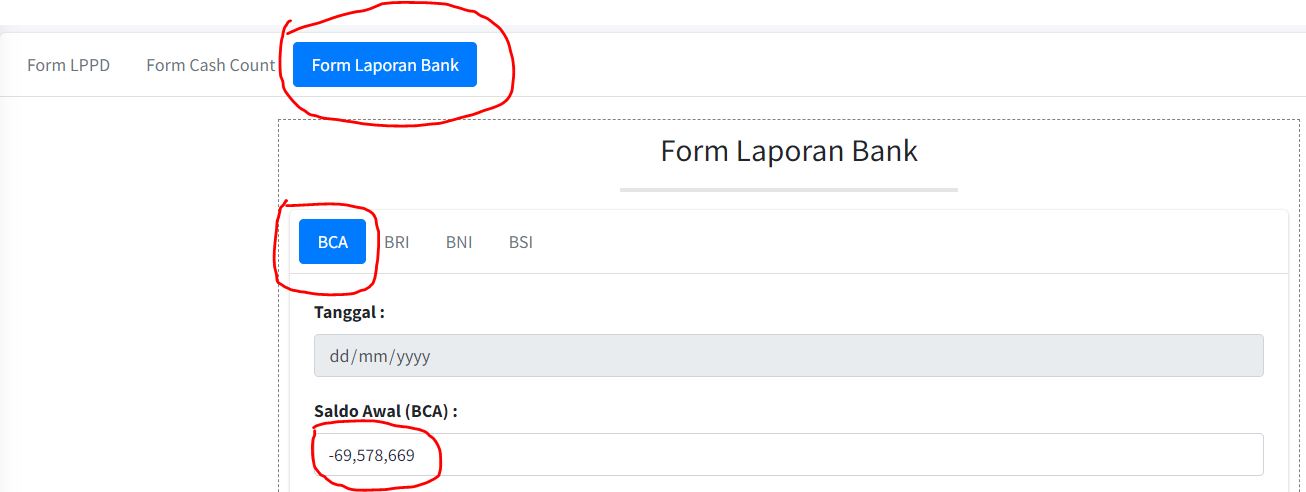 Form LPPD Form Cash Count Form Laporan Bank
Form Laporan Bank
BCA BRI BNI BSI
Tanggal :
dd/mm/yyyy
Saldo Awal (BCA) :
-69,578,669